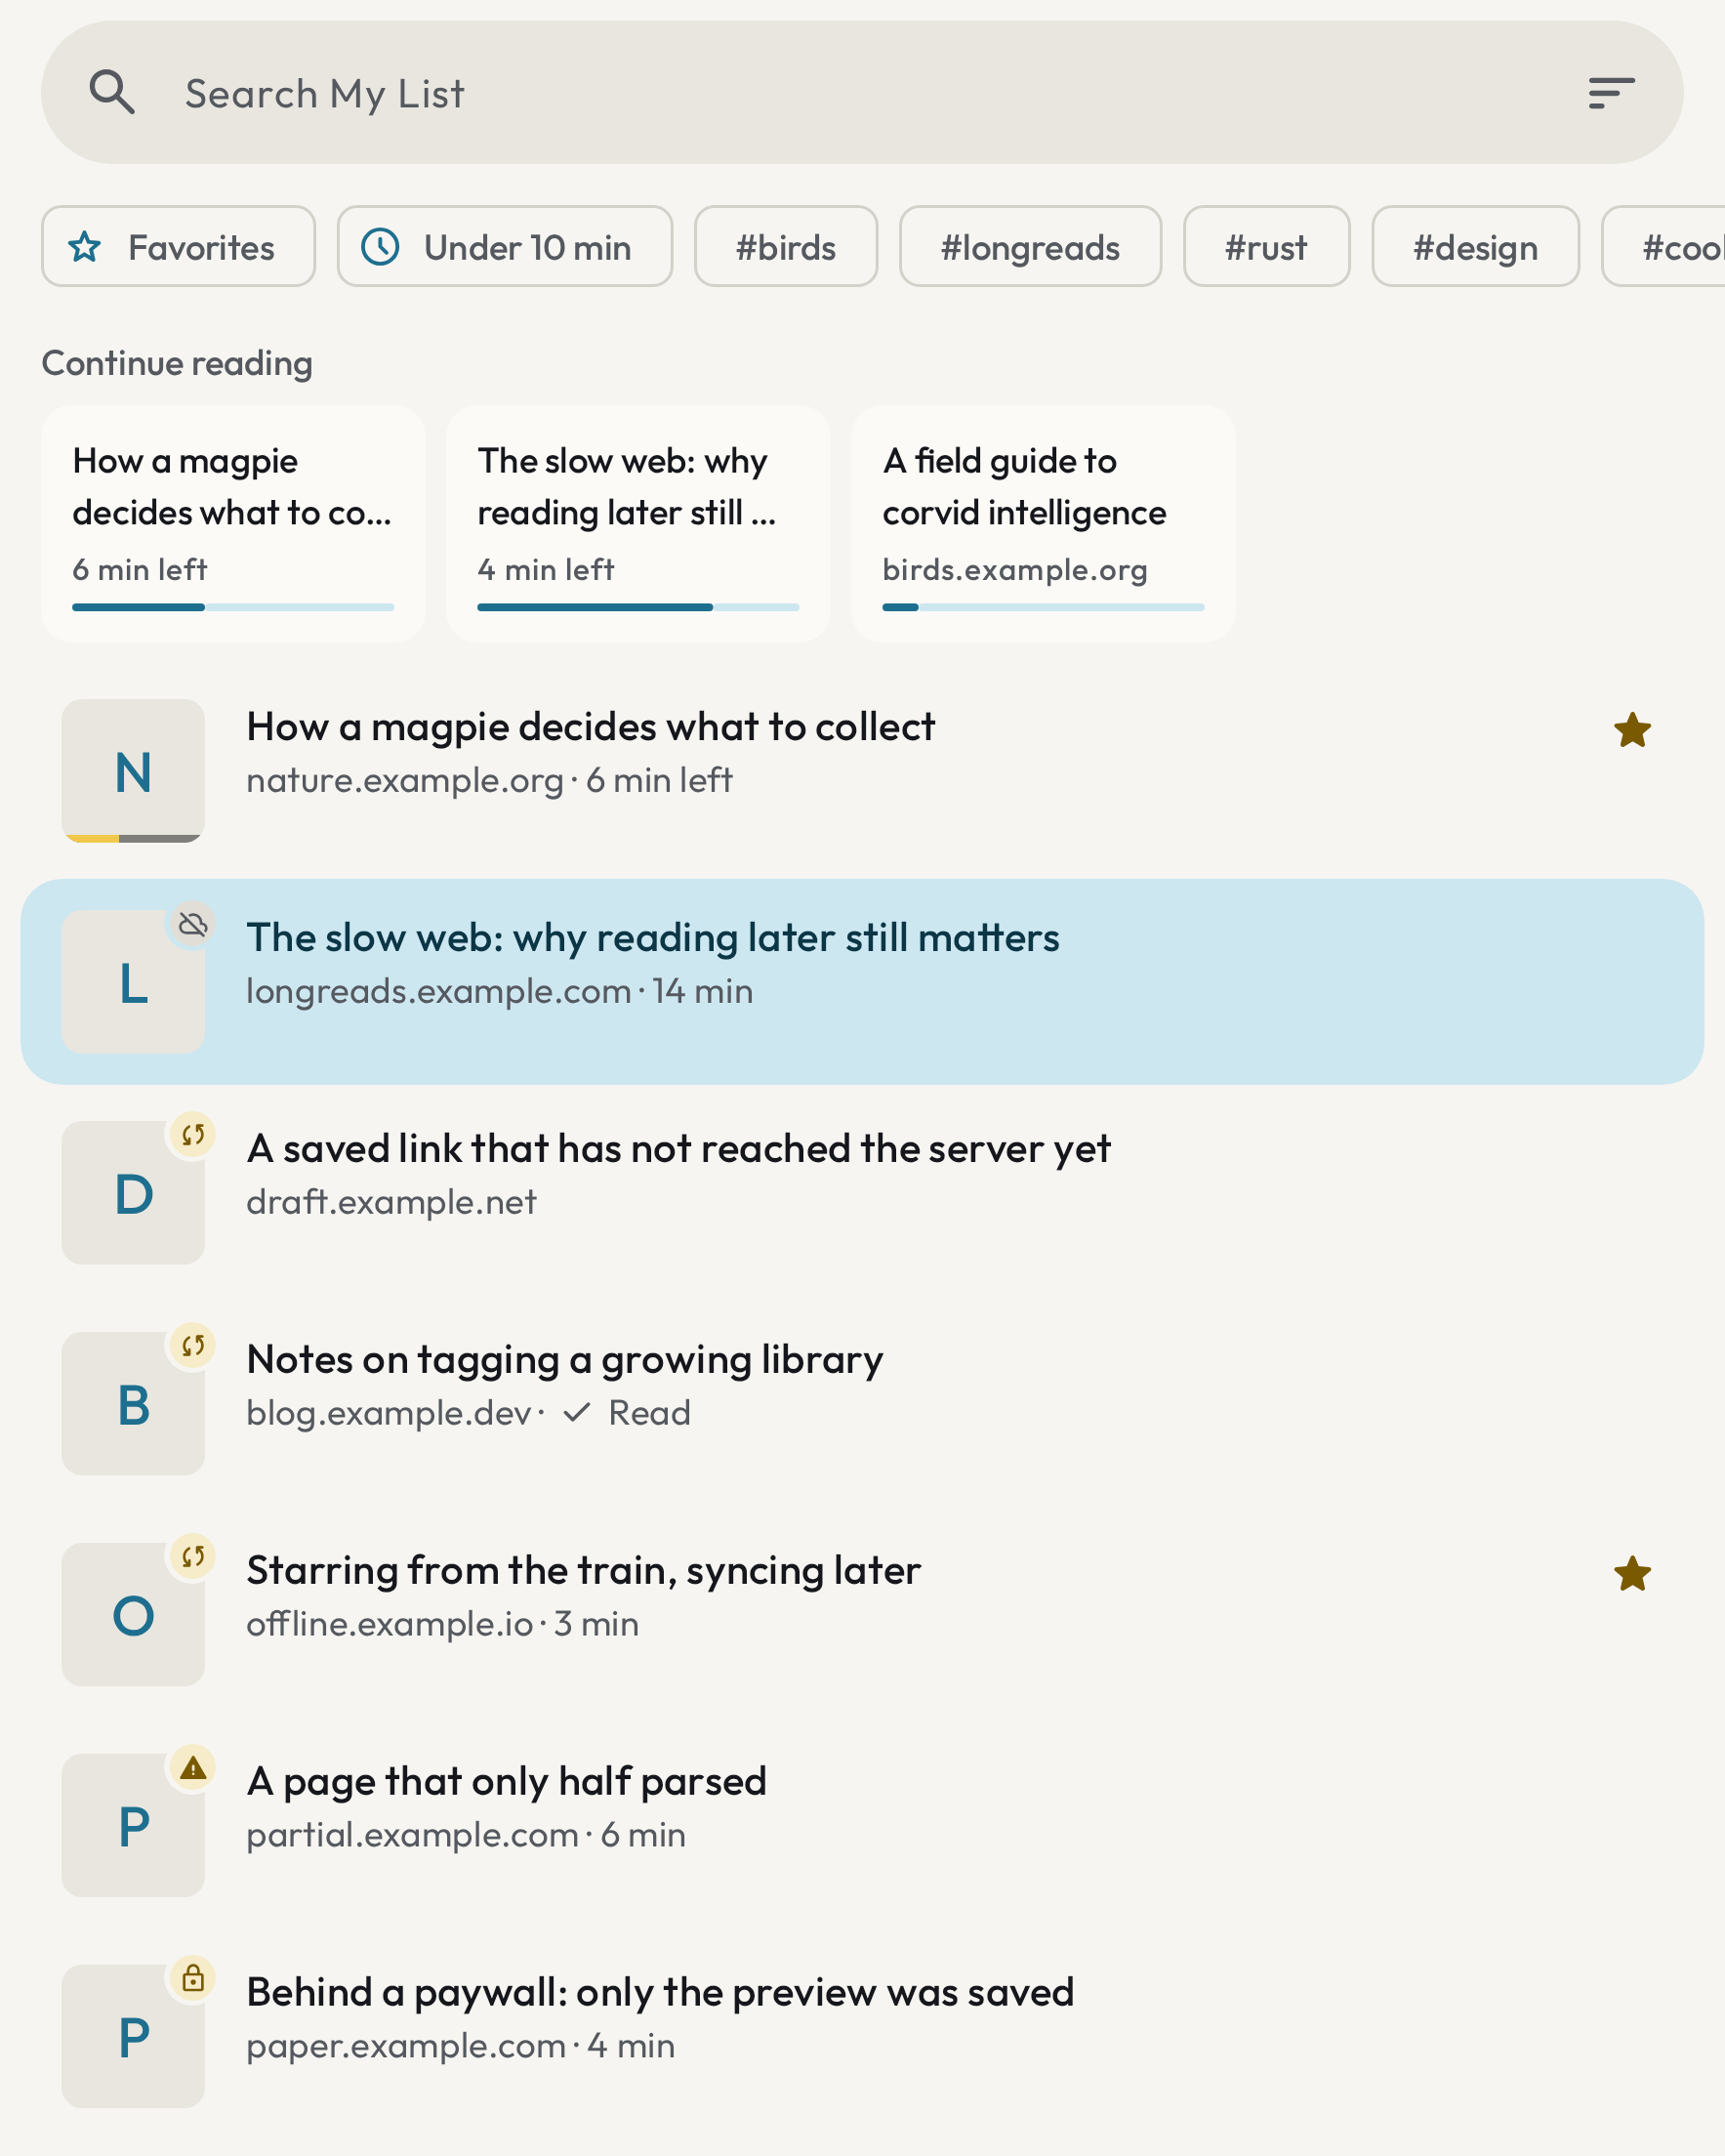 Search My List
Favorites
Under 10 min
#birds
#longreads
#rust
#design
#cool
Continue reading
How a magpie
decides what to co...
6 min left
The slow web: why
reading later still ...
4 min left
A field guide to
corvid intelligence
birds.example.org
N
How a magpie decides what to collect
nature.example.org · 6 min left
L
The slow web: why reading later still matters
longreads.example.com · 14 min
D
A saved link that has not reached the server yet
draft.example.net
B
Notes on tagging a growing library
blog.example.dev · ✓ Read
O
Starring from the train, syncing later
offline.example.io · 3 min
P
A page that only half parsed
partial.example.com · 6 min
P
Behind a paywall: only the preview was saved
paper.example.com · 4 min